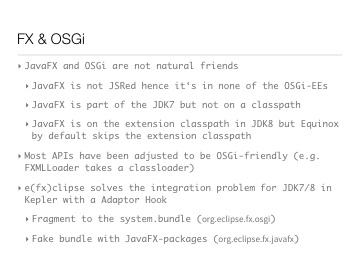 FX & OSGi
‣ JavaFX and OSGi are not natural friends
‣ JavaFX is not JSRed hence it's in none of the OSGi-EEs
‣ JavaFX is part of the JDK7 but not on a classpath
‣ JavaFX is on the extension classpath in JDK8 but Equinox
by default skips the extension classpath
‣ Most APIs have been adjusted to be OSGi-friendly (e.g.
FXMLLoader takes a classloader)
‣ e(fx)clipse solves the integration problem for JDK7/8 in
Kepler with a Adaptor Hook
‣ Fragment to the system.bundle (org.eclipse.fx.osgi)
‣ Fake bundle with JavaFX-packages (org.eclipse.fx.javafx)